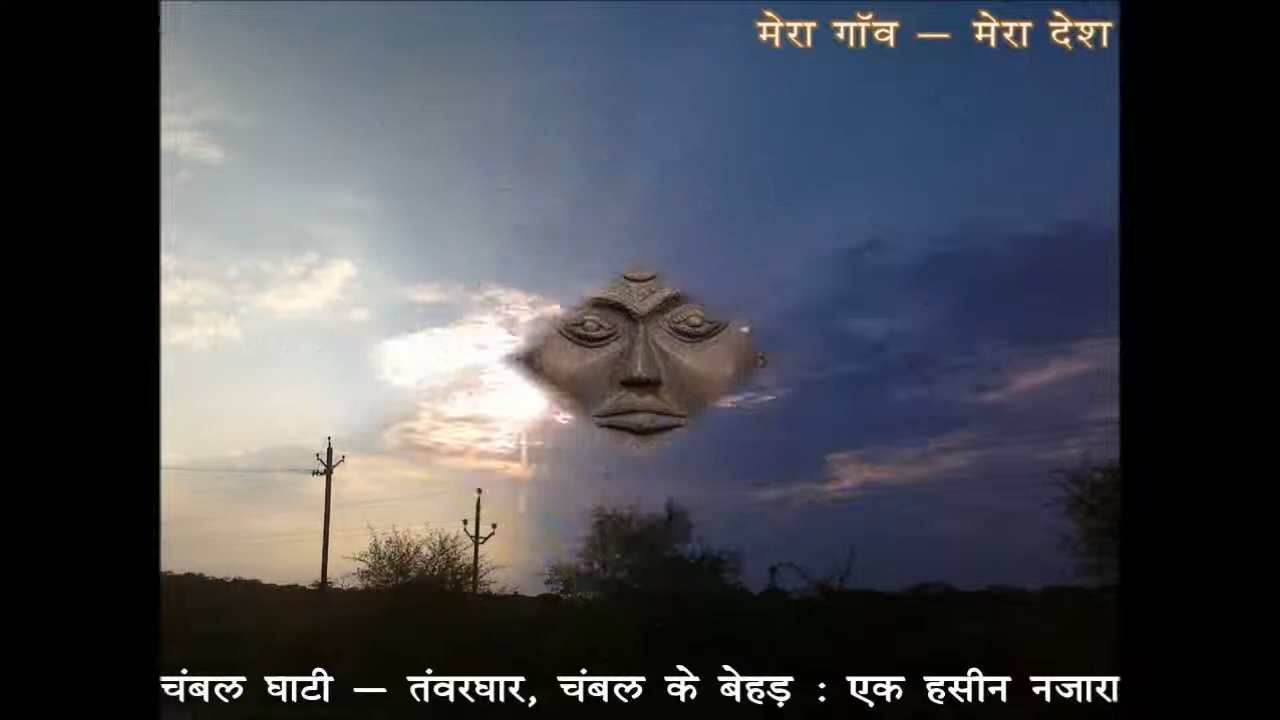 मेरा गॉव – मेरा देश
चंबल घाटी – तंवरघार, चंबल के बेहड़ : एक हसीन नजारा